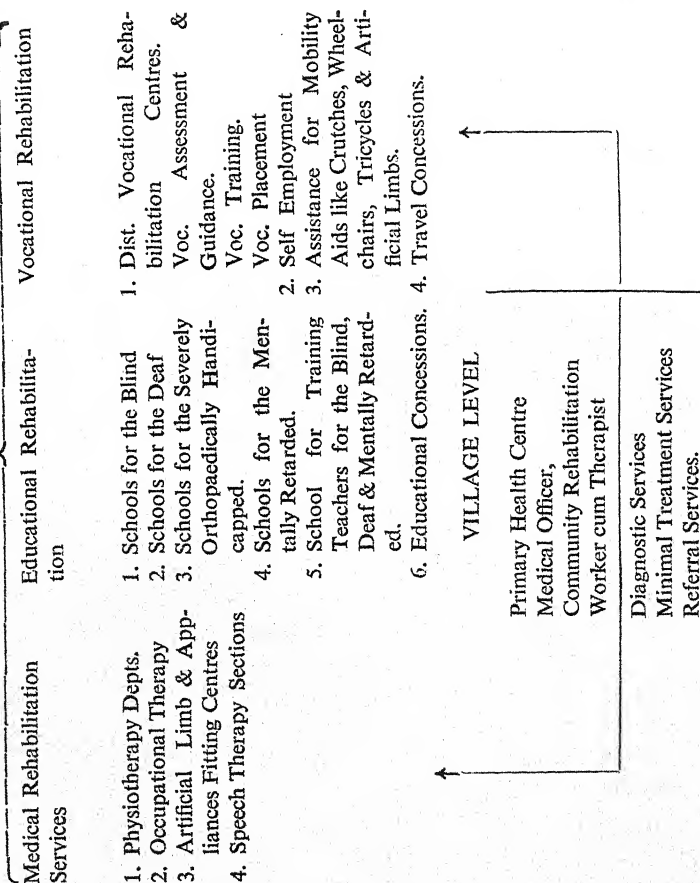 Medical Rehabilitation
Services
1. Physiotherapy Depts.
2. Occupational Therapy
3. Artificial Limb & App-
liances Fitting Centres
4. Speech Therapy Sections
Educational Rehabilita-
tion
1. Schools for the Blind
2. Schools for the Deaf
3. Schools for the Severely
Orthopaedically Handi-
capped.
4. Schools for the Men-
tally Retarded.
5. School for Training
Teachers for the Blind,
Deaf & Mentally Retard-
ed.
6. Educational Concessions.
Vocational Rehabilitation
1. Dist. Vocational Reha-
bilitation Centres.
Voc. Assessment &
Guidance.
Voc. Training.
Voc. Placement
2. Self Employment
3. Assistance for Mobility
Aids like Crutches, Wheel-
chairs, Tricycles & Arti-
ficial Limbs.
4. Travel Concessions.
VILLAGE LEVEL
Primary Health Centre
Medical Officer,
Community Rehabilitation
Worker cum Therapist
Diagnostic Services
Minimal Treatment Services
Referral Services.